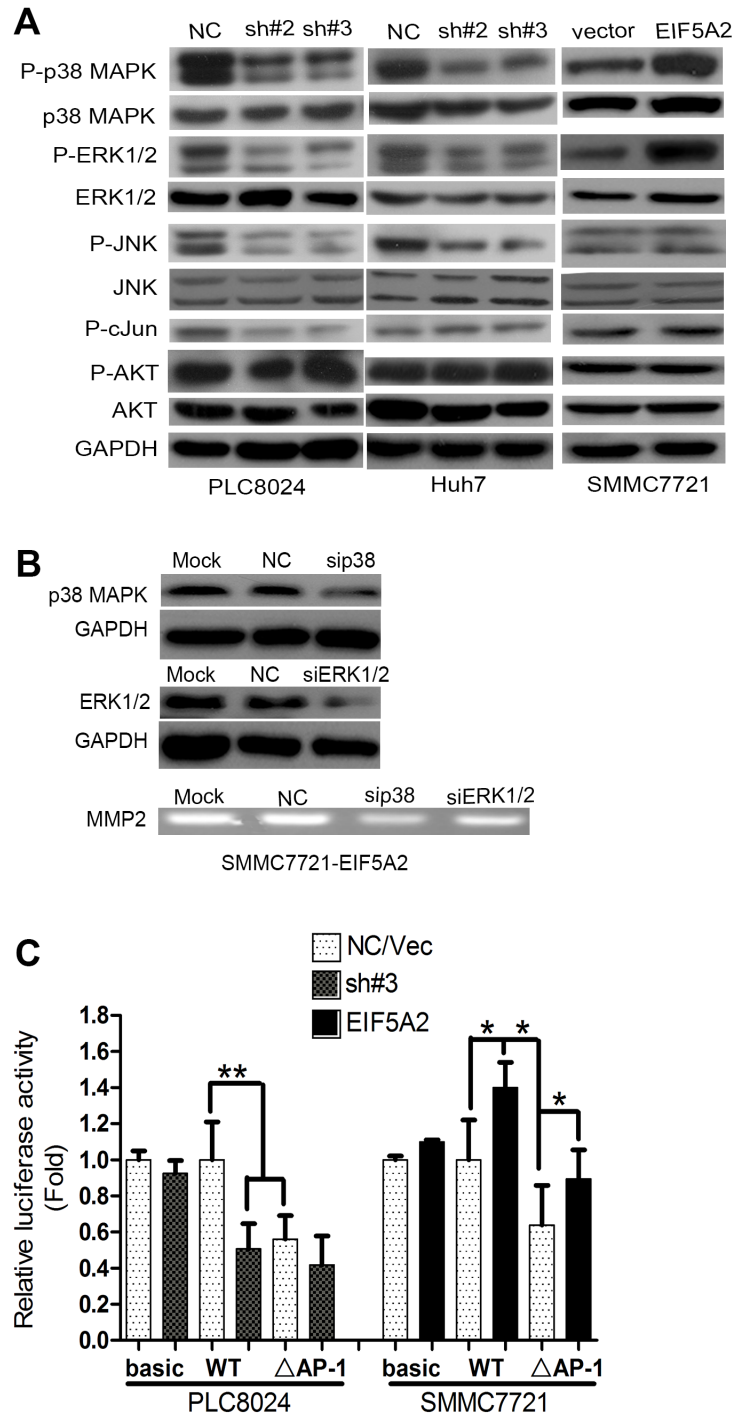 A
NC sh#2 sh#3 NC sh#2 sh#3 vector EIF5A2
P-p38 MAPK
p38 MAPK
P-ERK1/2
ERK1/2
P-JNK
JNK
P-cJun
P-AKT
AKT
GAPDH
PLC8024 Huh7 SMMC7721
B
Mock NC sip38
p38 MAPK
GAPDH
Mock NC siERK1/2
ERK1/2
GAPDH
Mock NC sip38 siERK1/2
MMP2
SMMC7721-EIF5A2
C
NC/Vec
sh#3
EIF5A2
Relative luciferase activity
(Fold)
1.8
1.6
1.4
1.2
1.0
0.8
0.6
0.4
0.2
0.0
**
* *
*
basic WT △AP-1 basic WT △AP-1
PLC8024 SMMC7721